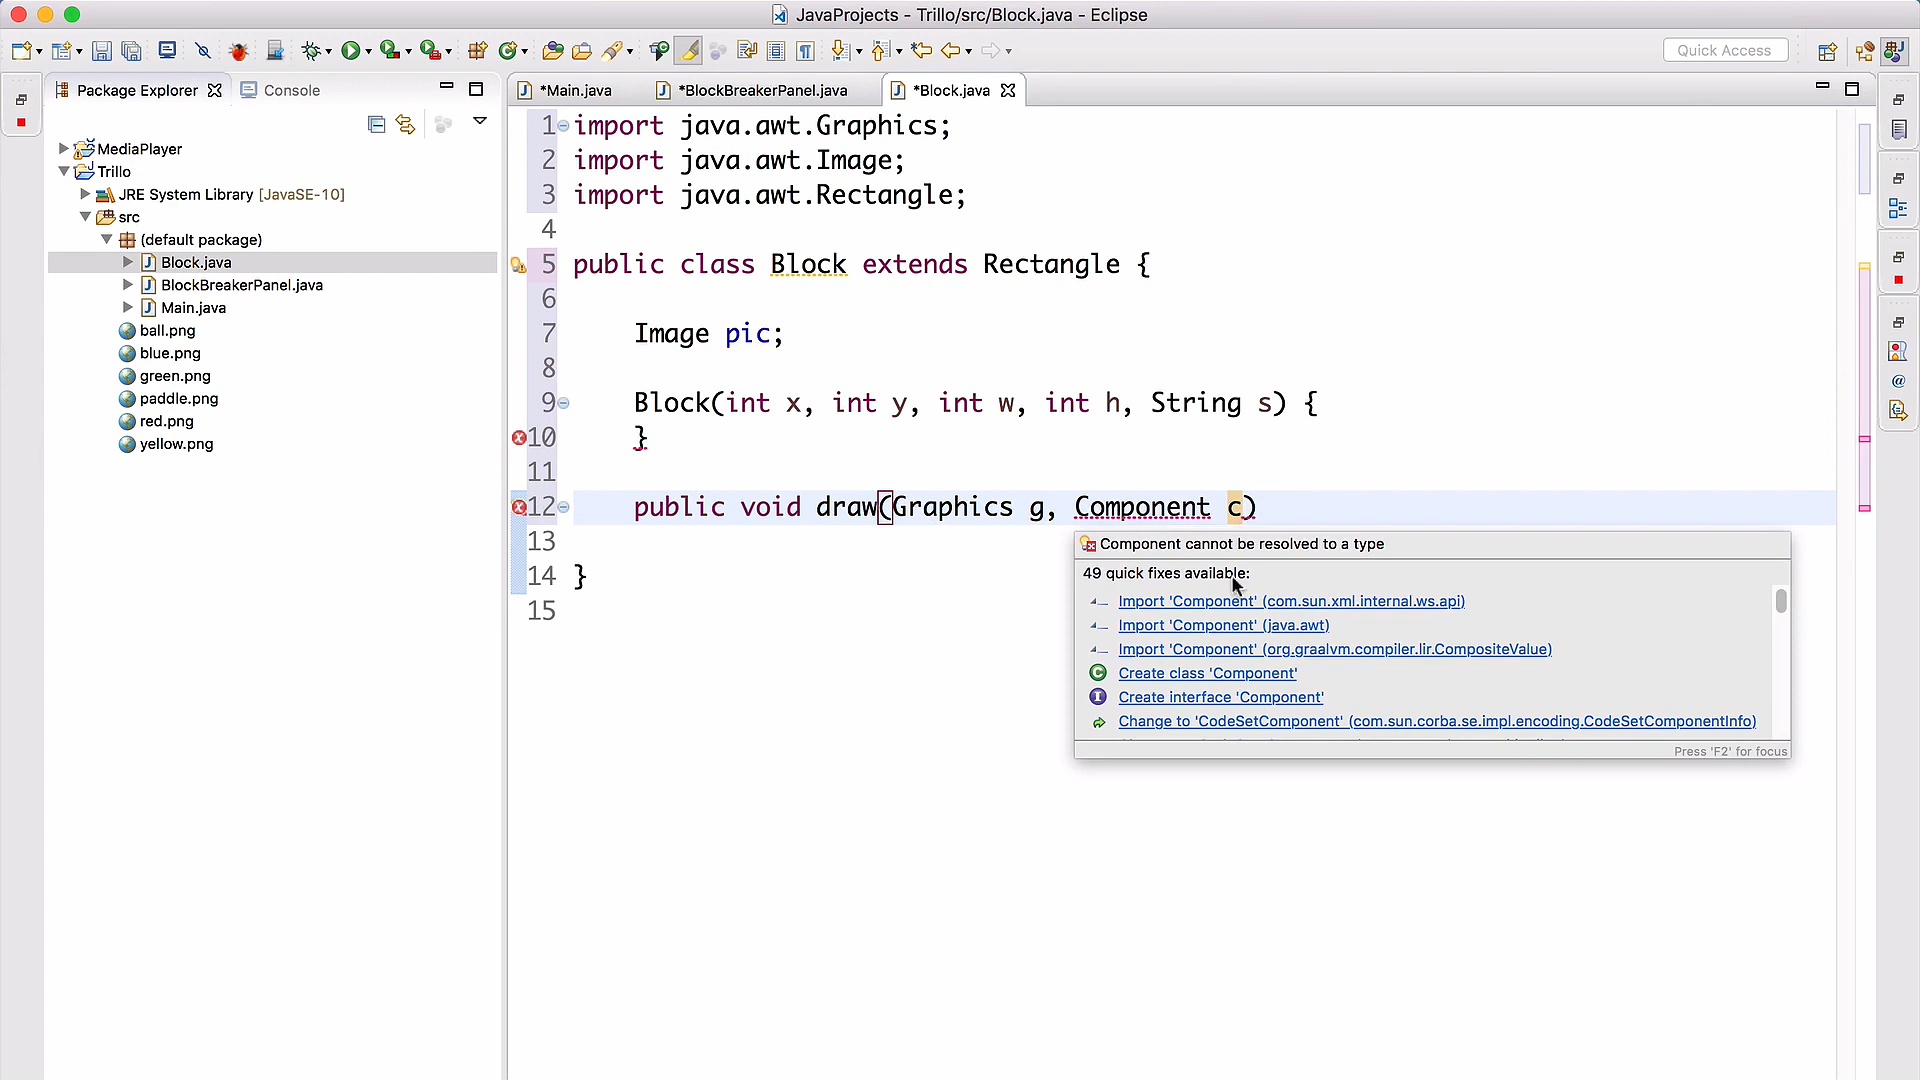 JavaProjects - Trillo/src/Block.java - Eclipse
Quick Access
Package Explorer
Console
*Main.java
*BlockBreakerPanel.java
*Block.java
MediaPlayer
Trillo
JRE System Library [JavaSE-10]
src
(default package)
Block.java
BlockBreakerPanel.java
Main.java
ball.png
blue.png
green.png
paddle.png
red.png
yellow.png
1 import java.awt.Graphics;
2 import java.awt.Image;
3 import java.awt.Rectangle;
4
5 public class Block extends Rectangle {
6
7 Image pic;
8
9 Block(int x, int y, int w, int h, String s) {
10 }
11
12 public void draw(Graphics g, Component c)
13
14 }
15
Component cannot be resolved to a type
49 quick fixes available:
Import 'Component' (com.sun.xml.internal.ws.api)
Import 'Component' (java.awt)
Import 'Component' (org.graalvm.compiler.lir.CompositeValue)
Create class 'Component'
Create interface 'Component'
Change to 'CodeSetComponent' (com.sun.corba.se.impl.encoding.CodeSetComponentInfo)
Press 'F2' for focus